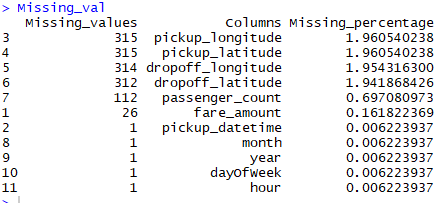 > Missing_val
Missing_values Columns Missing_percentage
3 315 pickup_longitude 1.960540238
4 315 pickup_latitude 1.960540238
5 314 dropoff_longitude 1.954316300
6 312 dropoff_latitude 1.941868426
7 112 passenger_count 0.697080973
1 26 fare_amount 0.161822369
2 1 pickup_datetime 0.006223937
8 1 month 0.006223937
9 1 year 0.006223937
10 1 dayOfWeek 0.006223937
11 1 hour 0.006223937
>